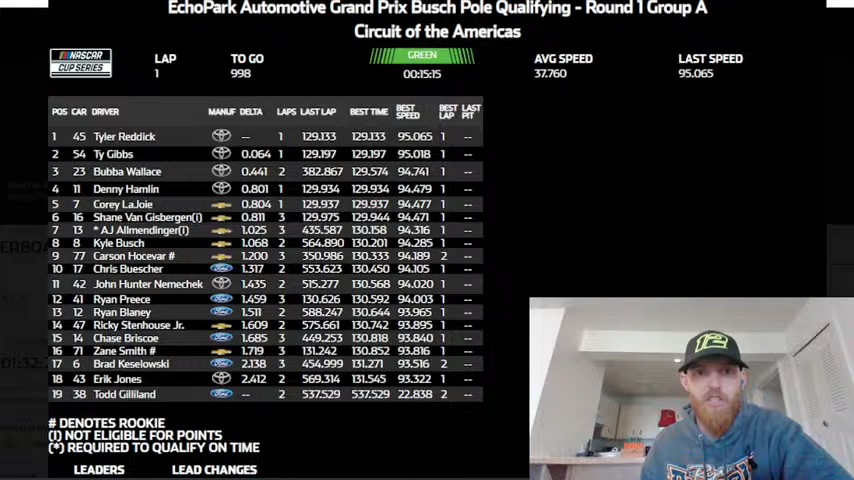 EchoPark Automotive Grand Prix Busch Pole Qualifying - Round 1 Group A
Circuit of the Americas
NASCAR
CUP SERIES
LAP TO GO GREEN AVG SPEED LAST SPEED
1 998 00:15:15 37.760 95.065
POS CAR DRIVER MANUF DELTA LAPS LAST LAP BEST TIME BEST SPEED BEST LAP LAST PIT
1 45 Tyler Reddick -- 1 129.133 129.133 95.065 1 --
2 54 Ty Gibbs 0.064 1 129.197 129.197 95.018 1 --
3 23 Bubba Wallace 0.441 2 382.867 129.574 94.741 1 --
4 11 Denny Hamlin 0.801 1 129.934 129.934 94.479 1 --
5 7 Corey LaJoie 0.804 1 129.937 129.937 94.477 1 --
6 16 Shane Van Gisbergen(i) 0.811 3 129.975 129.944 94.471 1 --
7 13 * AJ Allmendinger(i) 1.025 3 435.587 130.158 94.316 1 --
8 8 Kyle Busch 1.068 2 564.890 130.201 94.285 1 --
9 77 Carson Hocevar # 1.200 3 350.986 130.333 94.189 2 --
10 17 Chris Buescher Ford 1.317 2 553.623 130.450 94.105 1 --
11 42 John Hunter Nemechek 1.435 2 515.277 130.568 94.020 1 --
12 41 Ryan Preece Ford 1.459 3 130.626 130.592 94.003 1 --
13 12 Ryan Blaney Ford 1.511 2 588.247 130.644 93.965 1 --
14 47 Ricky Stenhouse Jr. 1.609 2 575.661 130.742 93.895 1 --
15 14 Chase Briscoe Ford 1.685 3 449.253 130.818 93.840 1 --
16 71 Zane Smith # 1.719 3 131.242 130.852 93.816 1 --
17 6 Brad Keselowski Ford 2.138 3 454.999 131.271 93.516 2 --
18 43 Erik Jones 2.412 2 569.314 131.545 93.322 1 --
19 38 Todd Gilliland Ford -- 2 537.529 537.529 22.838 2 --
# DENOTES ROOKIE
(i) NOT ELIGIBLE FOR POINTS
(*) REQUIRED TO QUALIFY ON TIME
LEADERS LEAD CHANGES
12